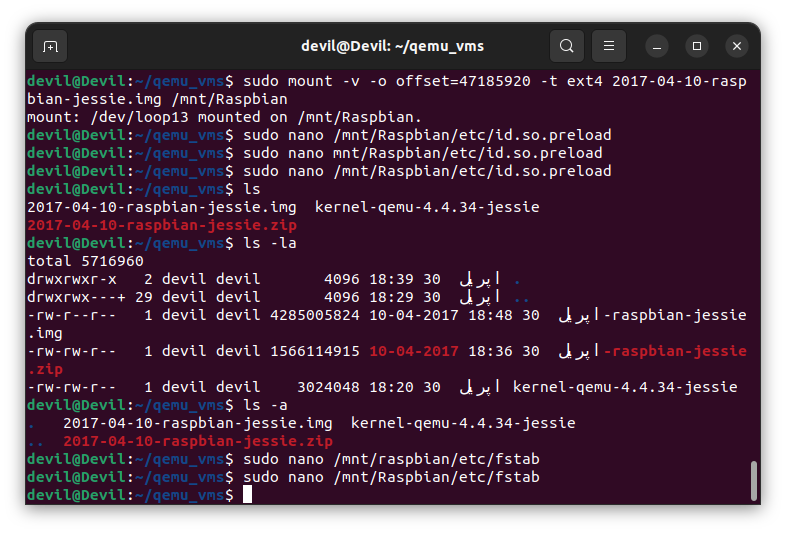 devil@Devil: ~/qemu_vms
devil@Devil:~/qemu_vms$ sudo mount -v -o offset=47185920 -t ext4 2017-04-10-rasp
bian-jessie.img /mnt/Raspbian
mount: /dev/loop13 mounted on /mnt/Raspbian.
devil@Devil:~/qemu_vms$ sudo nano /mnt/Raspbian/etc/id.so.preload
devil@Devil:~/qemu_vms$ sudo nano mnt/Raspbian/etc/id.so.preload
devil@Devil:~/qemu_vms$ sudo nano /mnt/Raspbian/etc/id.so.preload
devil@Devil:~/qemu_vms$ ls
2017-04-10-raspbian-jessie.img  kernel-qemu-4.4.34-jessie
2017-04-10-raspbian-jessie.zip
devil@Devil:~/qemu_vms$ ls -la
total 5716960
drwxrwxr-x   2 devil devil       4096 18:39 30  اپریل .
drwxrwx---+ 29 devil devil       4096 18:29 30  اپریل ..
-rw-r--r--   1 devil devil 4285005824 10-04-2017 18:48 30  اپریل-raspbian-jessie
.img
-rw-rw-r--   1 devil devil 1566114915 10-04-2017 18:36 30  اپریل-raspbian-jessie
.zip
-rw-rw-r--   1 devil devil    3024048 18:20 30  اپریل kernel-qemu-4.4.34-jessie
devil@Devil:~/qemu_vms$ ls -a
.   2017-04-10-raspbian-jessie.img  kernel-qemu-4.4.34-jessie
..  2017-04-10-raspbian-jessie.zip
devil@Devil:~/qemu_vms$ sudo nano /mnt/raspbian/etc/fstab
devil@Devil:~/qemu_vms$ sudo nano /mnt/Raspbian/etc/fstab
devil@Devil:~/qemu_vms$